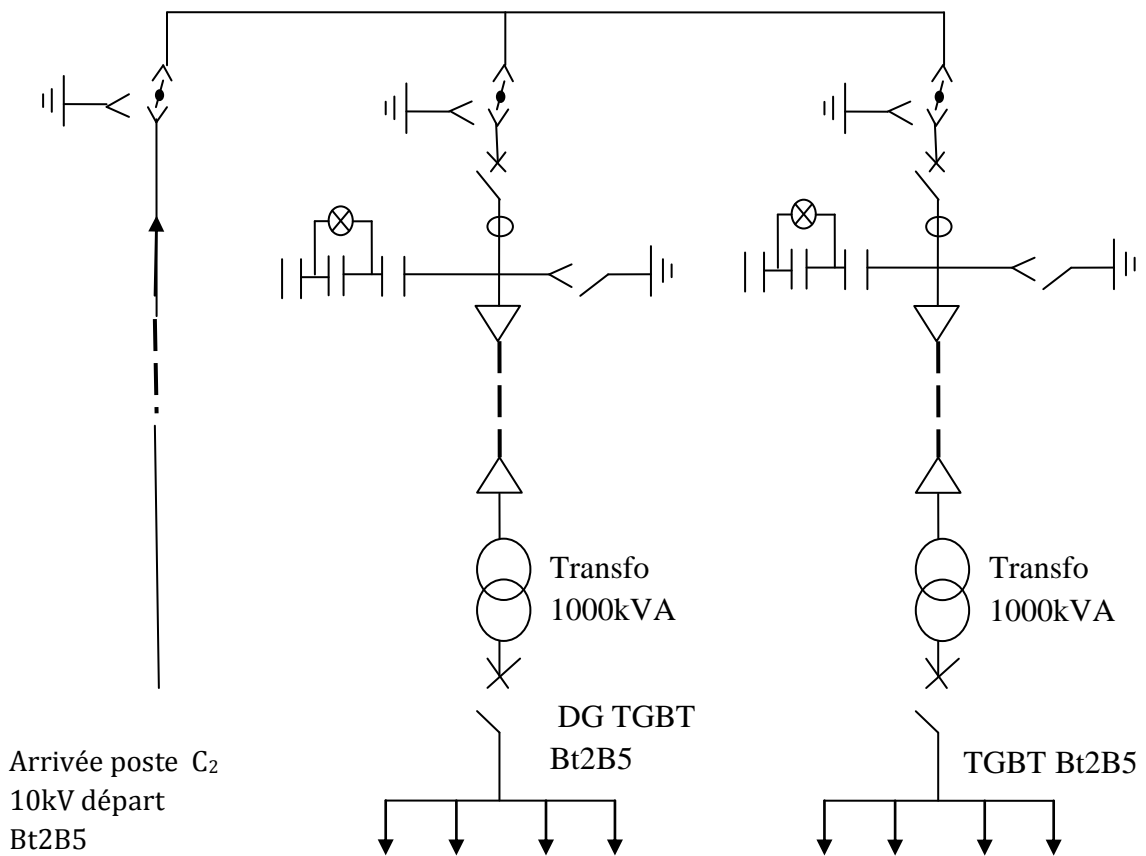 Transfo
1000kVA
Transfo
1000kVA
DG TGBT
Bt2B5
TGBT Bt2B5
Arrivée poste C₂
10kV départ
Bt2B5